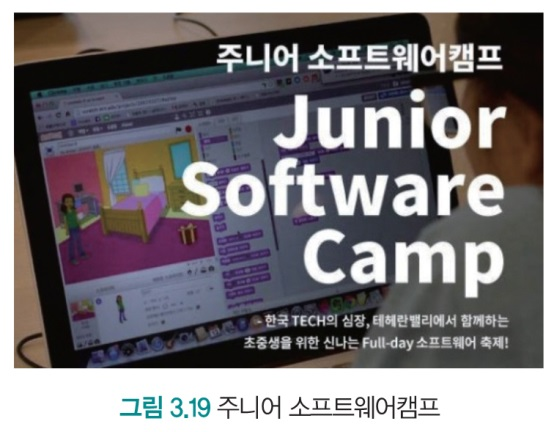 주니어 소프트웨어캠프
Junior
Software
Camp
- 한국 TECH의 심장, 테헤란밸리에서 함께하는
초중생을 위한 신나는 Full-day 소프트웨어 축제!
그림 3.19 주니어 소프트웨어캠프